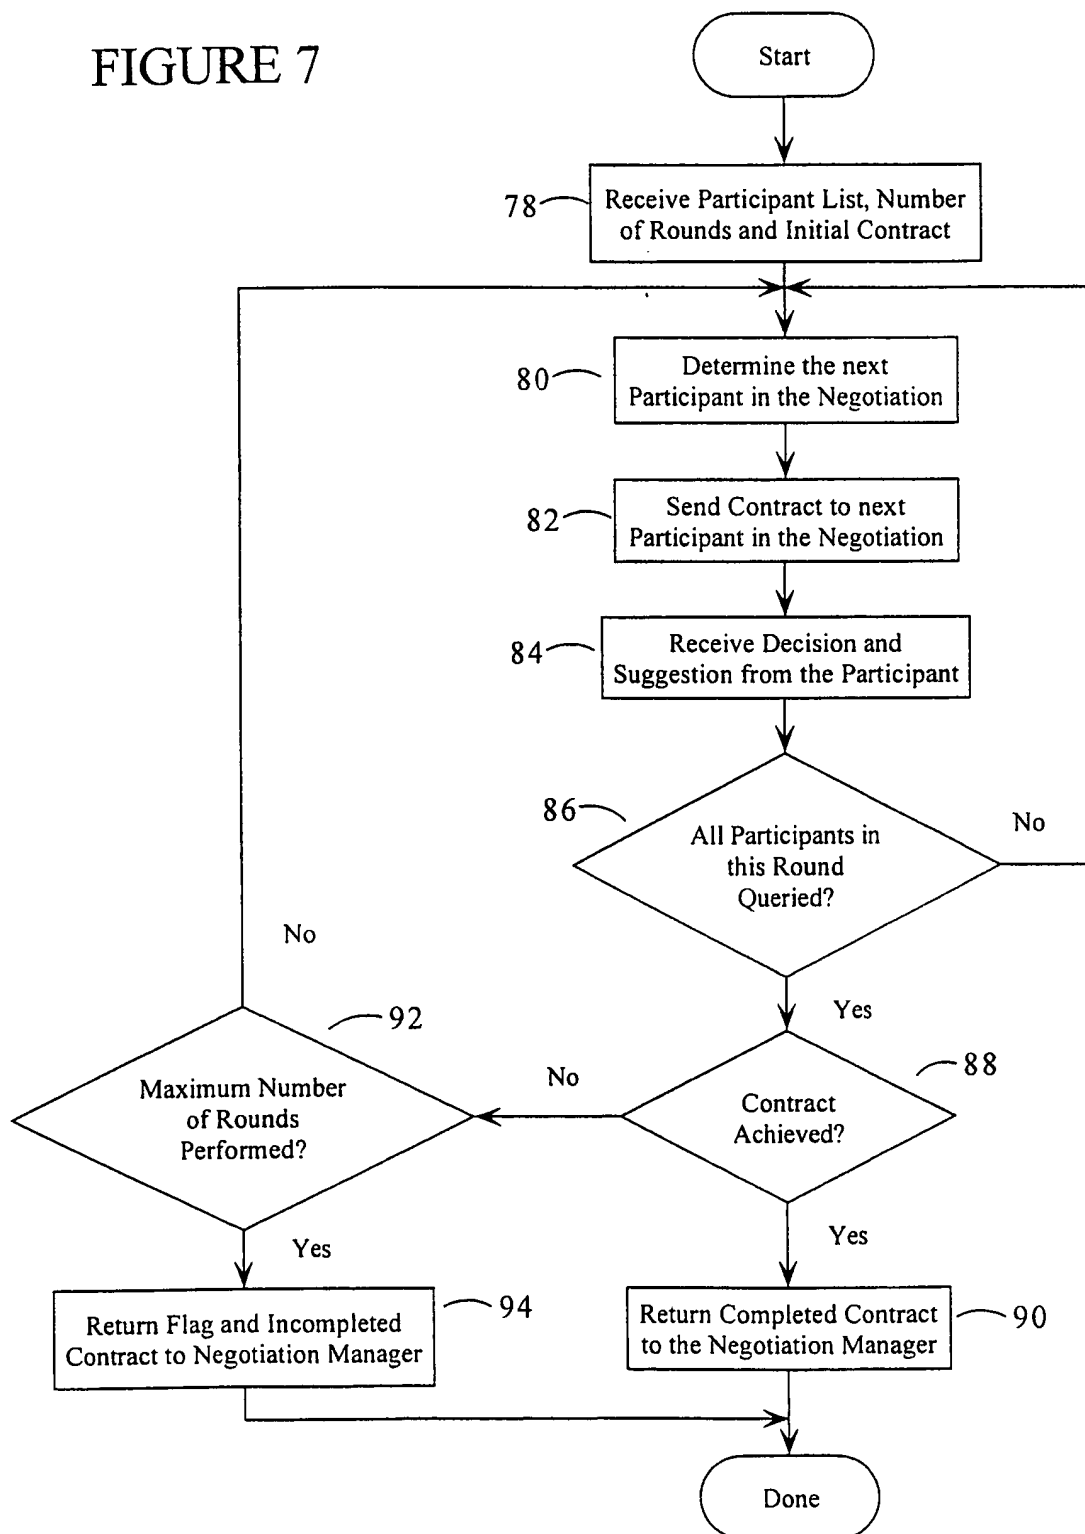 FIGURE 7
Start
78
Receive Participant List, Number
of Rounds and Initial Contract
80
Determine the next
Participant in the Negotiation
82
Send Contract to next
Participant in the Negotiation
84
Receive Decision and
Suggestion from the Participant
86
All Participants in
this Round
Queried?
No
Yes
No
92
Maximum Number
of Rounds
Performed?
No
88
Contract
Achieved?
Yes
Yes
94
Return Flag and Incompleted
Contract to Negotiation Manager
90
Return Completed Contract
to the Negotiation Manager
Done